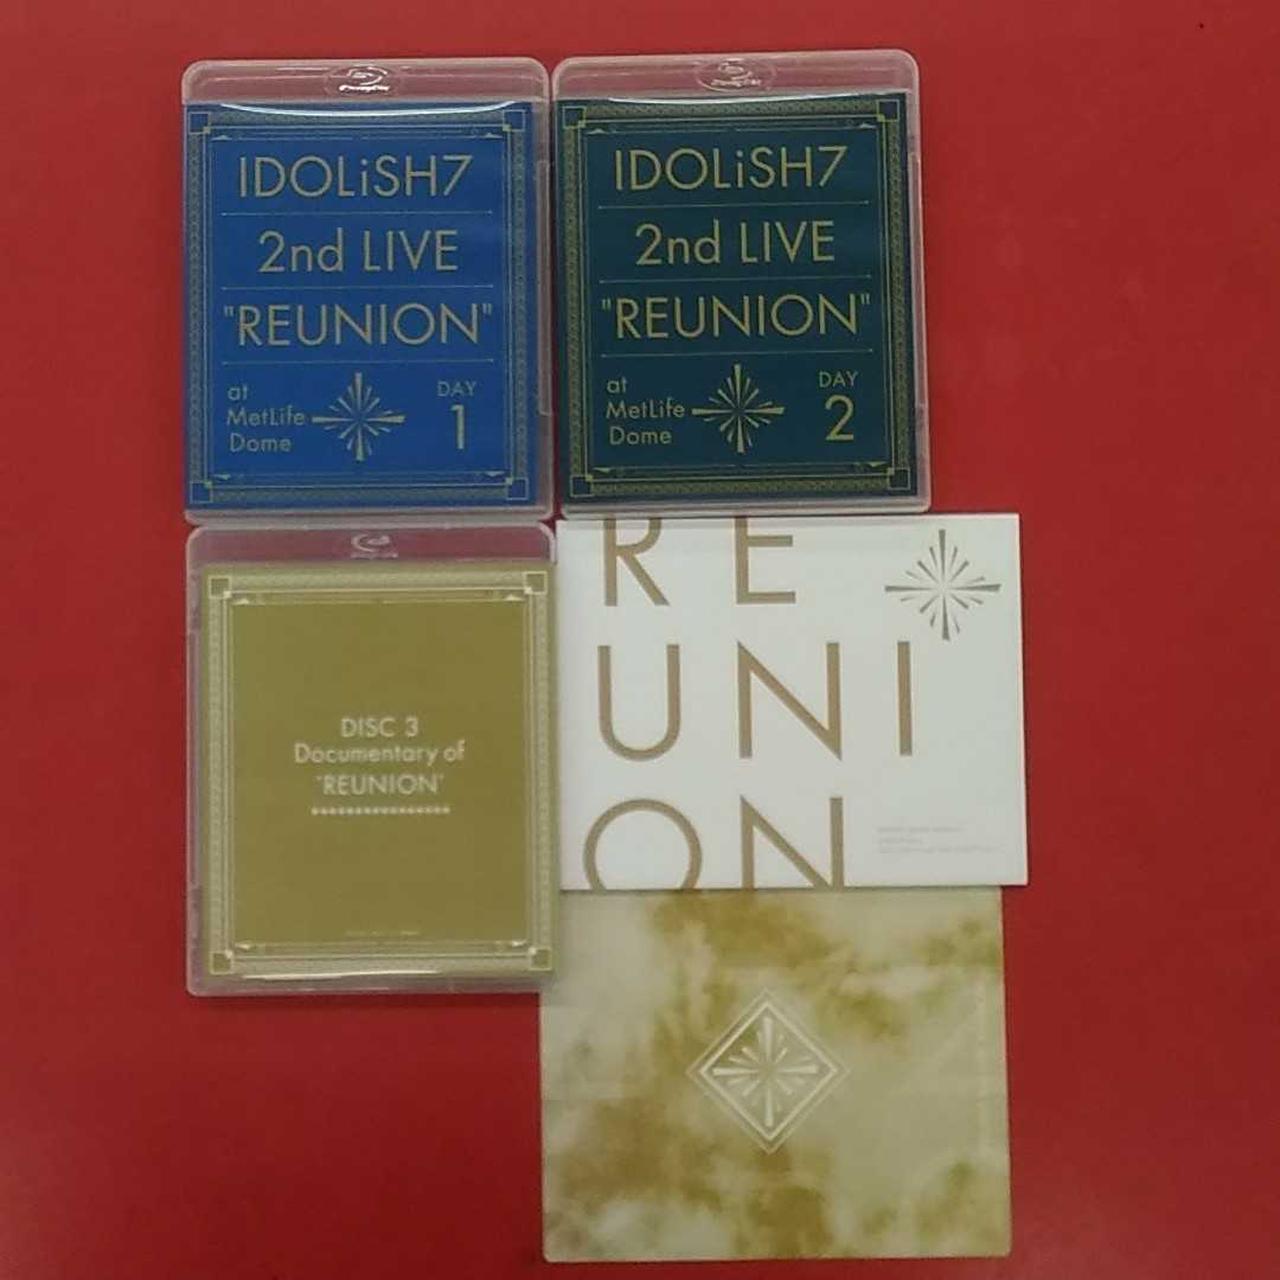 IDOLiSH7
2nd LIVE
"REUNION"
at
MetLife
Dome
DAY
1
IDOLiSH7
2nd LIVE
"REUNION"
at
MetLife
Dome
DAY
2
DISC 3
Documentary of
"REUNION"
R E
UNI
ON